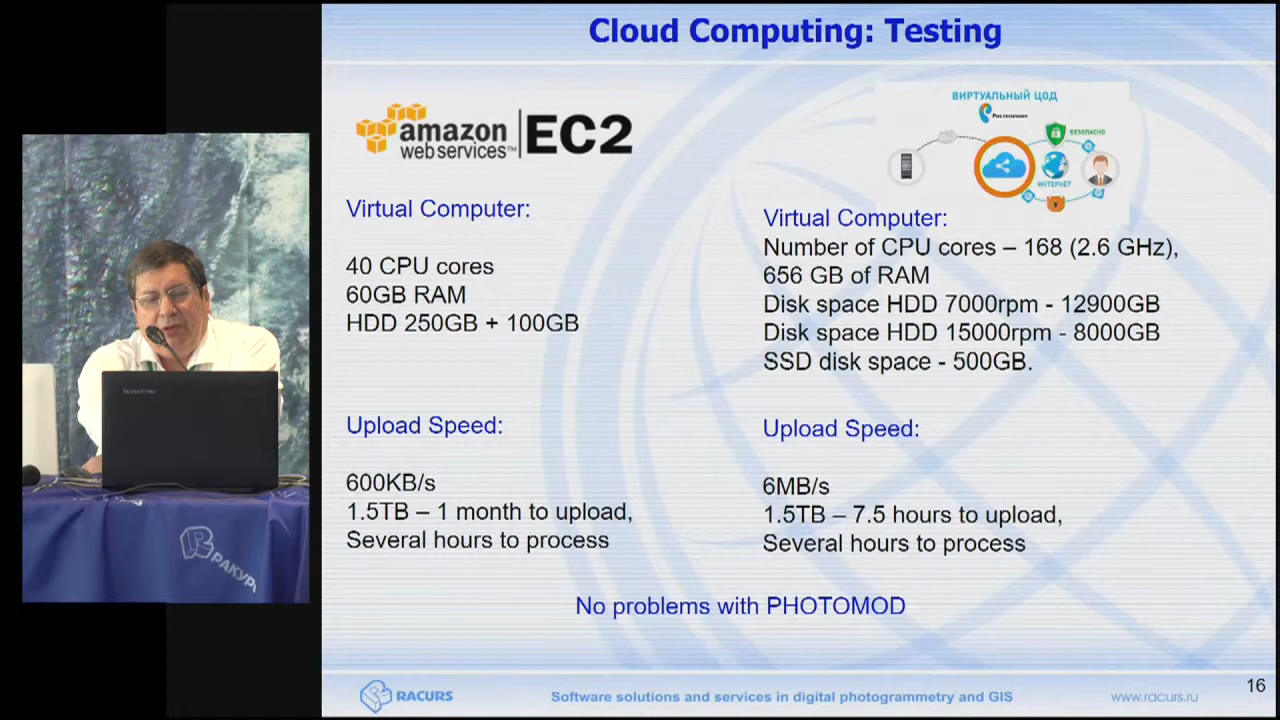 Cloud Computing: Testing
amazon
web services™
EC2
ВИРТУАЛЬНЫЙ ЦОД
Ростелеком
БЕЗОПАСНО
ИНТЕРНЕТ
Virtual Computer:
40 CPU cores
60GB RAM
HDD 250GB + 100GB
Upload Speed:
600KB/s
1.5TB – 1 month to upload,
Several hours to process
Virtual Computer:
Number of CPU cores – 168 (2.6 GHz),
656 GB of RAM
Disk space HDD 7000rpm - 12900GB
Disk space HDD 15000rpm - 8000GB
SSD disk space - 500GB.
Upload Speed:
6MB/s
1.5TB – 7.5 hours to upload,
Several hours to process
No problems with PHOTOMOD
РАКУРС
RACURS
Software solutions and services in digital photogrammetry and GIS
www.racurs.ru
16